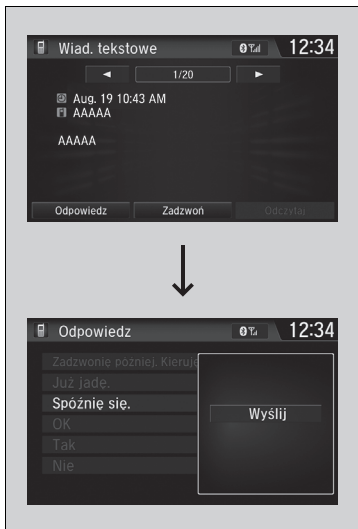 Wiad. tekstowe 12:34
1/20
Aug. 19 10:43 AM
AAAAA
AAAAA
Odpowiedz Zadzwoń Odczytaj
Odpowiedz 12:34
Zadzwonię później. Kieruję
Już jadę.
Spóźnię się.
Wyślij
OK
Tak
Nie